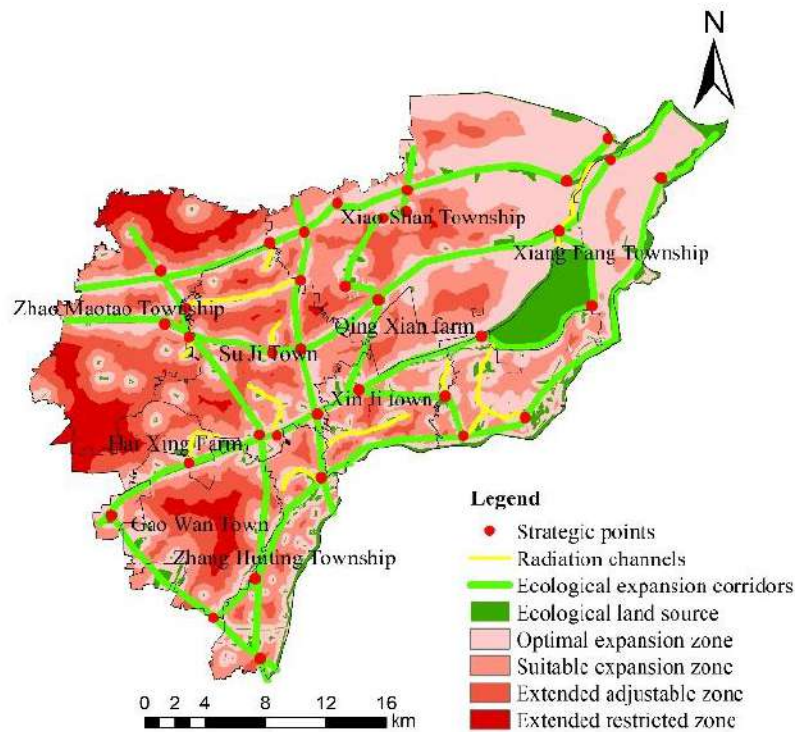 N
Xiao Shan Township
Xiang Fang Township
Zhao Maotao Township
Qing Xian farm
Su Ji Town
Xin Ji town
Hai Xing Farm
Gao Wan Town
Zhang Huiting Township
Legend
Strategic points
Radiation channels
Ecological expansion corridors
Ecological land source
Optimal expansion zone
Suitable expansion zone
Extended adjustable zone
Extended restricted zone
0 2 4 8 12 16
km